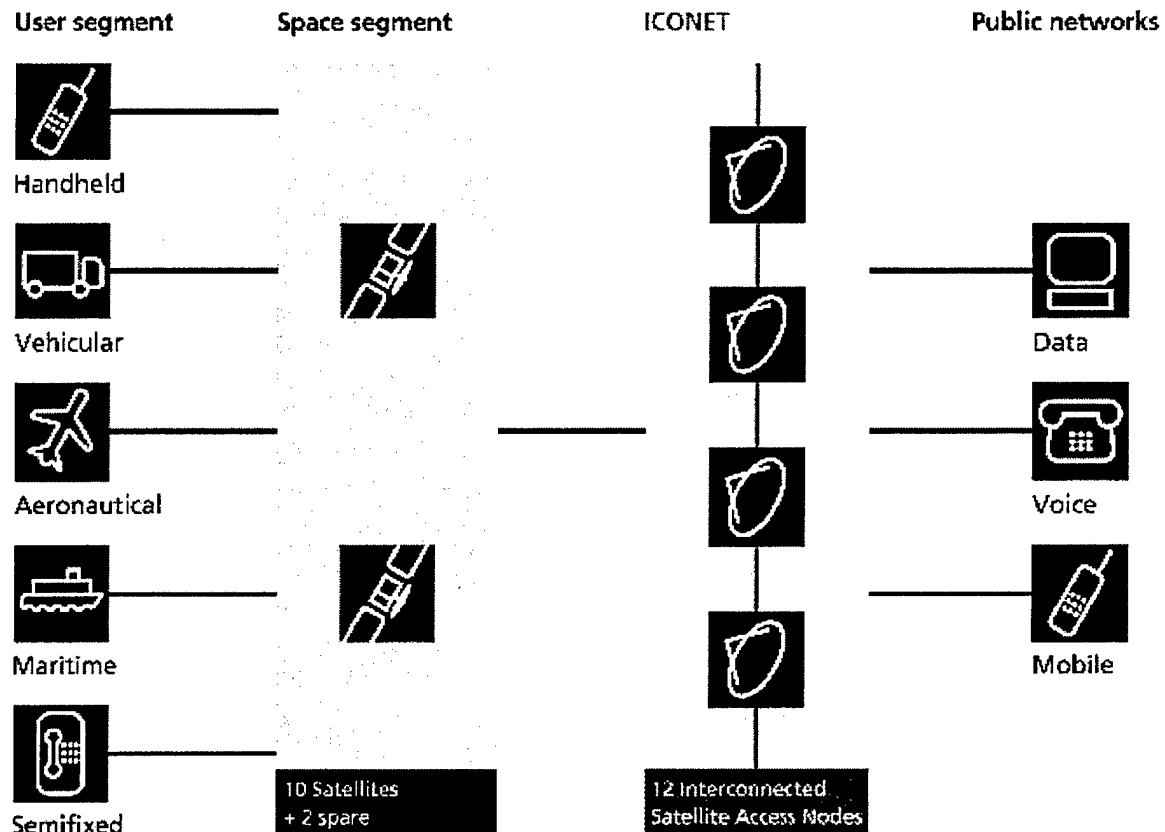 User segment
Space segment
ICONET
Public networks
Handheld
Vehicular
Aeronautical
Maritime
Semifixed
10 Satellites
+ 2 spare
12 Interconnected
Satellite Access Nodes
Data
Voice
Mobile